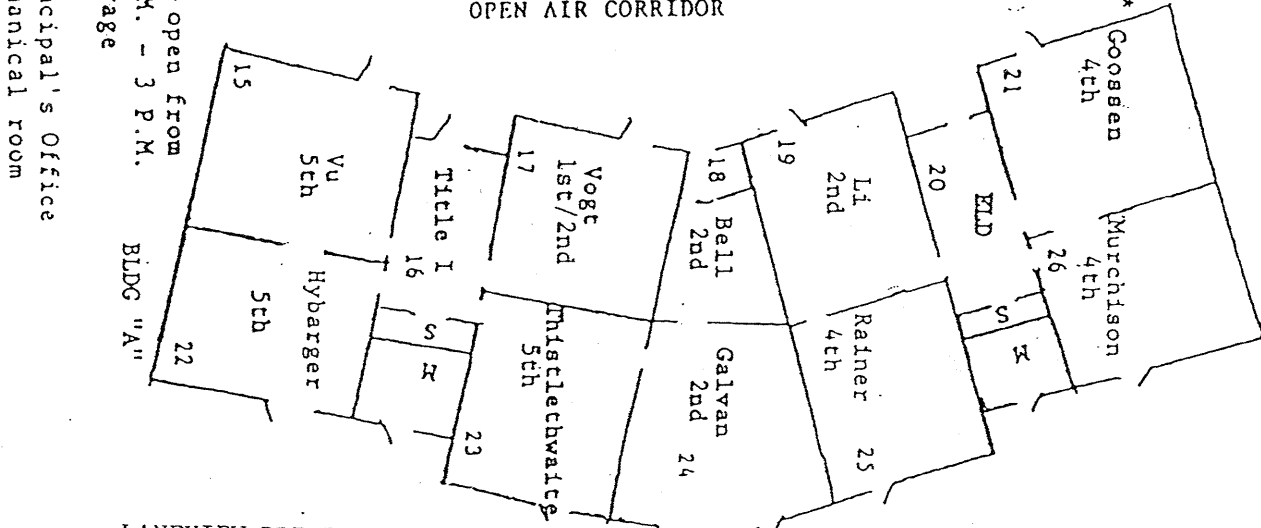 OPEN AIR CORRIDOR
*
open from
M. - 3 P.M.
age
cipal's Office
anical room
15
Vu
5th
Title I
16
17
Vogt
1st/2nd
18
Bell
2nd
19
Li
2nd
20
ELD
21
Goossen
4th
Murchison
4th
26
Hybarger
5th
22
BLDG "A"
S
W
Thistlethwaite
5th
23
Galvan
2nd
24
Rainer
4th
25
S
W